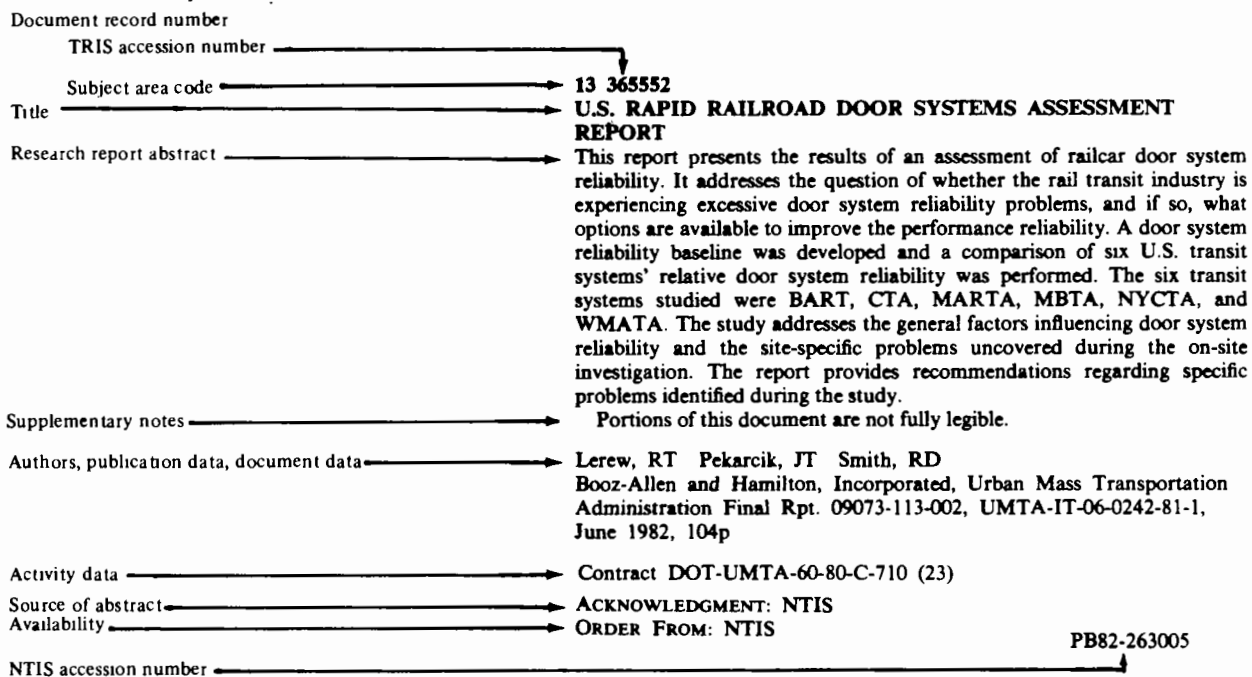 Document record number
TRIS accession number
Subject area code 13 365552
Title U.S. RAPID RAILROAD DOOR SYSTEMS ASSESSMENT
REPORT
Research report abstract This report presents the results of an assessment of railcar door system
reliability. It addresses the question of whether the rail transit industry is
experiencing excessive door system reliability problems, and if so, what
options are available to improve the performance reliability. A door system
reliability baseline was developed and a comparison of six U.S. transit
systems' relative door system reliability was performed. The six transit
systems studied were BART, CTA, MARTA, MBTA, NYCTA, and
WMATA. The study addresses the general factors influencing door system
reliability and the site-specific problems uncovered during the on-site
investigation. The report provides recommendations regarding specific
problems identified during the study.
Supplementary notes Portions of this document are not fully legible.
Authors, publication data, document data Lerew, RT Pekarcik, JT Smith, RD
Booz-Allen and Hamilton, Incorporated, Urban Mass Transportation
Administration Final Rpt. 09073-113-002, UMTA-IT-06-0242-81-1,
June 1982, 104p
Activity data Contract DOT-UMTA-60-80-C-710 (23)
Source of abstract ACKNOWLEDGMENT: NTIS
Availability ORDER FROM: NTIS
PB82-263005
NTIS accession number